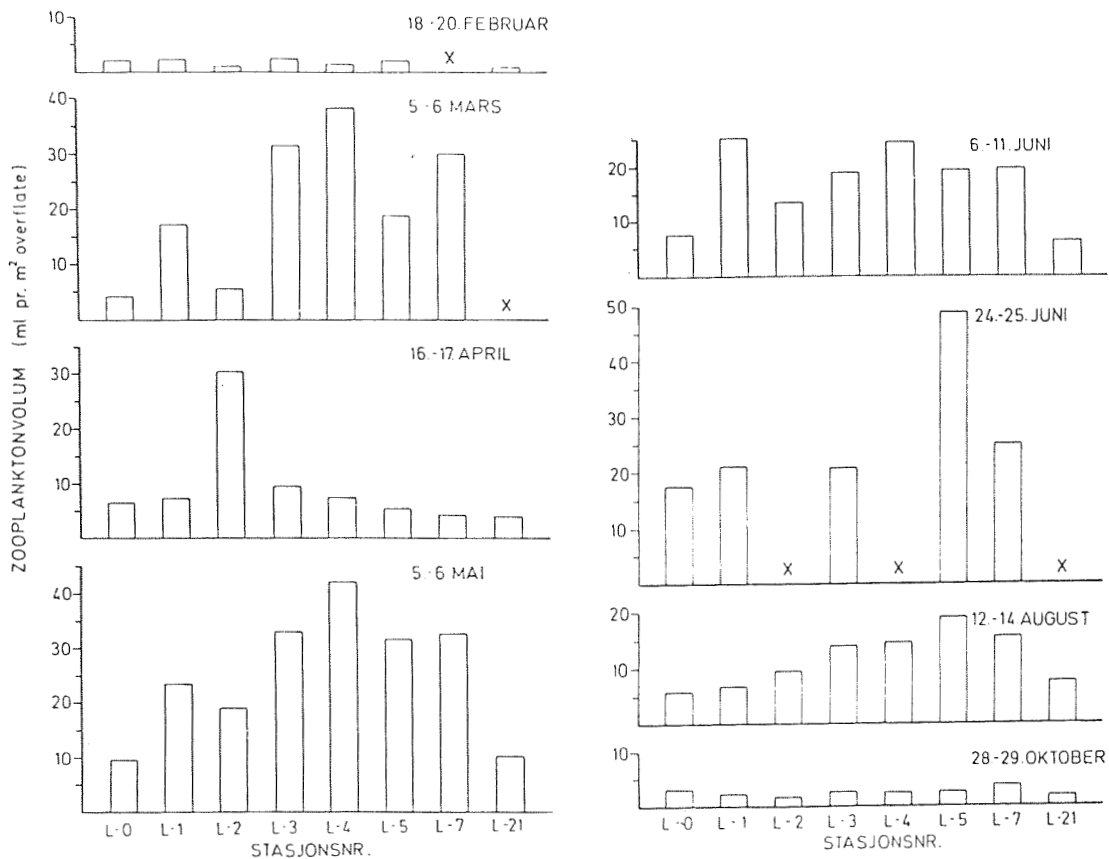 ZOOPLANKTONVOLUM (ml pr. m² overflate)
18-20. FEBRUAR
10
X
5.-6 MARS
40
30
20
10
X
16.-17. APRIL
30
20
10
5.-6 MAI
40
30
20
10
L-0 L-1 L-2 L-3 L-4 L-5 L-7 L-21
STASJONSNR.
6.-11. JUNI
20
10
24.-25. JUNI
50
40
30
20
10
X X X
12.-14. AUGUST
20
10
28.-29. OKTOBER
10
L-0 L-1 L-2 L-3 L-4 L-5 L-7 L-21
STASJONSNR.